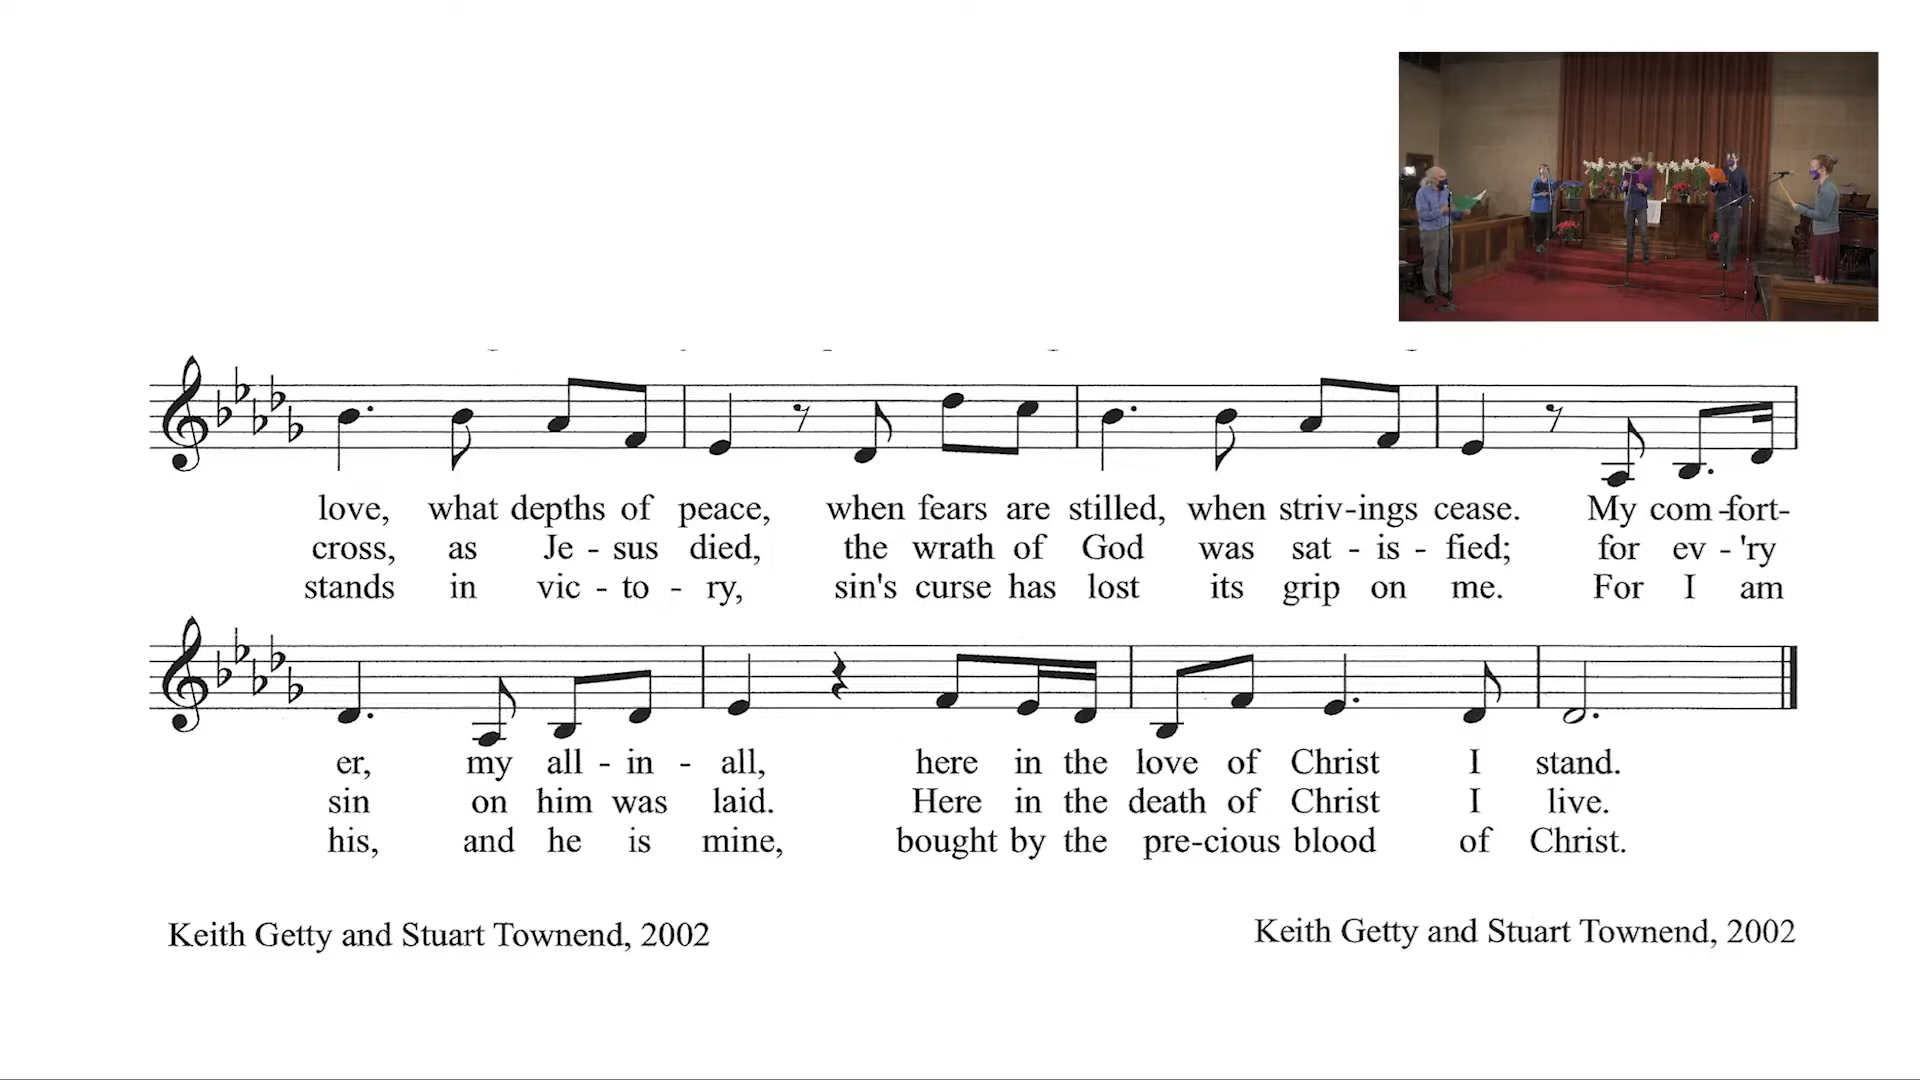 love, what depths of peace, when fears are stilled, when striv-ings cease. My com-fort-
cross, as Je - sus died, the wrath of God was sat - is - fied; for ev - 'ry
stands in vic - to - ry, sin's curse has lost its grip on me. For I am
er, my all - in - all, here in the love of Christ I stand.
sin on him was laid. Here in the death of Christ I live.
his, and he is mine, bought by the pre-cious blood of Christ.
Keith Getty and Stuart Townend, 2002
Keith Getty and Stuart Townend, 2002